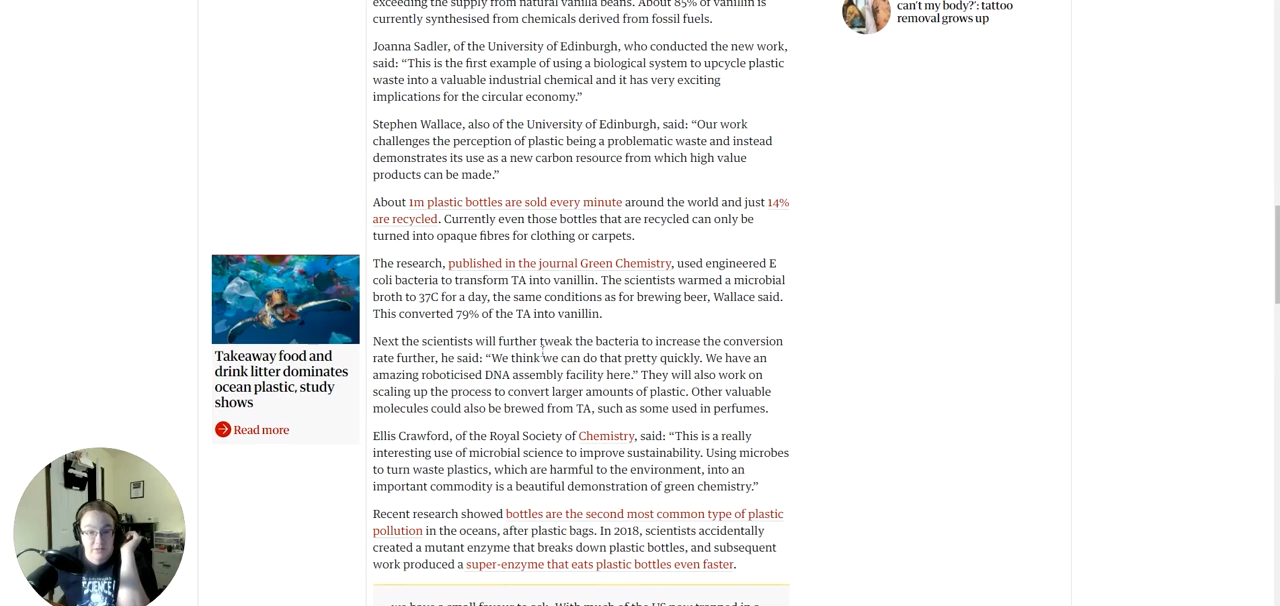 exceeding the supply from natural vanilla beans. About 85% of vanillin is
currently synthesised from chemicals derived from fossil fuels.
Joanna Sadler, of the University of Edinburgh, who conducted the new work,
said: “This is the first example of using a biological system to upcycle plastic
waste into a valuable industrial chemical and it has very exciting
implications for the circular economy.”
Stephen Wallace, also of the University of Edinburgh, said: “Our work
challenges the perception of plastic being a problematic waste and instead
demonstrates its use as a new carbon resource from which high value
products can be made.”
About 1m plastic bottles are sold every minute around the world and just 14%
are recycled. Currently even those bottles that are recycled can only be
turned into opaque fibres for clothing or carpets.
The research, published in the journal Green Chemistry, used engineered E
coli bacteria to transform TA into vanillin. The scientists warmed a microbial
broth to 37C for a day, the same conditions as for brewing beer, Wallace said.
This converted 79% of the TA into vanillin.
Next the scientists will further tweak the bacteria to increase the conversion
rate further, he said: “We think we can do that pretty quickly. We have an
amazing roboticised DNA assembly facility here.” They will also work on
scaling up the process to convert larger amounts of plastic. Other valuable
molecules could also be brewed from TA, such as some used in perfumes.
Ellis Crawford, of the Royal Society of Chemistry, said: “This is a really
interesting use of microbial science to improve sustainability. Using microbes
to turn waste plastics, which are harmful to the environment, into an
important commodity is a beautiful demonstration of green chemistry.”
Recent research showed bottles are the second most common type of plastic
pollution in the oceans, after plastic bags. In 2018, scientists accidentally
created a mutant enzyme that breaks down plastic bottles, and subsequent
work produced a super-enzyme that eats plastic bottles even faster.
... we have a small favour to ask. With much of the US now trapped in a
Takeaway food and
drink litter dominates
ocean plastic, study
shows
Read more
can't my body?': tattoo
removal grows up
SCIENCE